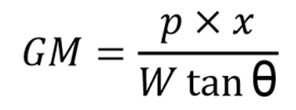 GM = p × x / W tan θ